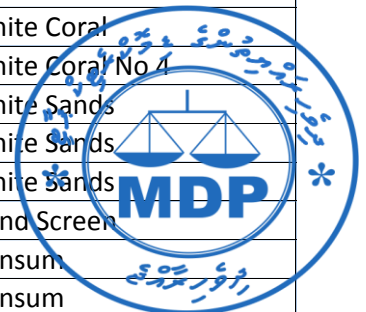 hite Coral
hite Coral No 4
hite Sands
hite Sands
hite Sands
nd Screen
nsum
nsum
MDP
ދިވެހިރާއްޖެ